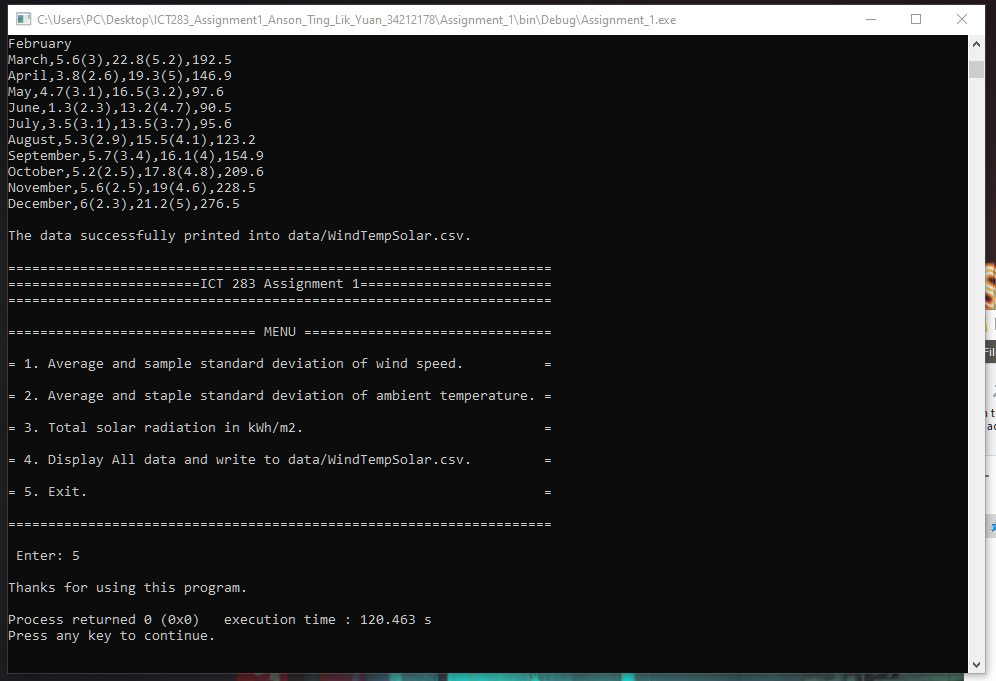 C:\Users\PC\Desktop\ICT283_Assignment1_Anson_Ting_Lik_Yuan_34212178\Assignment_1\bin\Debug\Assignment_1.exe
February
March,5.6(3),22.8(5.2),192.5
April,3.8(2.6),19.3(5),146.9
May,4.7(3.1),16.5(3.2),97.6
June,1.3(2.3),13.2(4.7),90.5
July,3.5(3.1),13.5(3.7),95.6
August,5.3(2.9),15.5(4.1),123.2
September,5.7(3.4),16.1(4),154.9
October,5.2(2.5),17.8(4.8),209.6
November,5.6(2.5),19(4.6),228.5
December,6(2.3),21.2(5),276.5
The data successfully printed into data/WindTempSolar.csv.
====================================================================
========================ICT 283 Assignment 1========================
====================================================================
=============================== MENU ===============================
= 1. Average and sample standard deviation of wind speed.          =
= 2. Average and staple standard deviation of ambient temperature. =
= 3. Total solar radiation in kWh/m2.                              =
= 4. Display All data and write to data/WindTempSolar.csv.         =
= 5. Exit.                                                         =
====================================================================
Enter: 5
Thanks for using this program.
Process returned 0 (0x0)   execution time : 120.463 s
Press any key to continue.